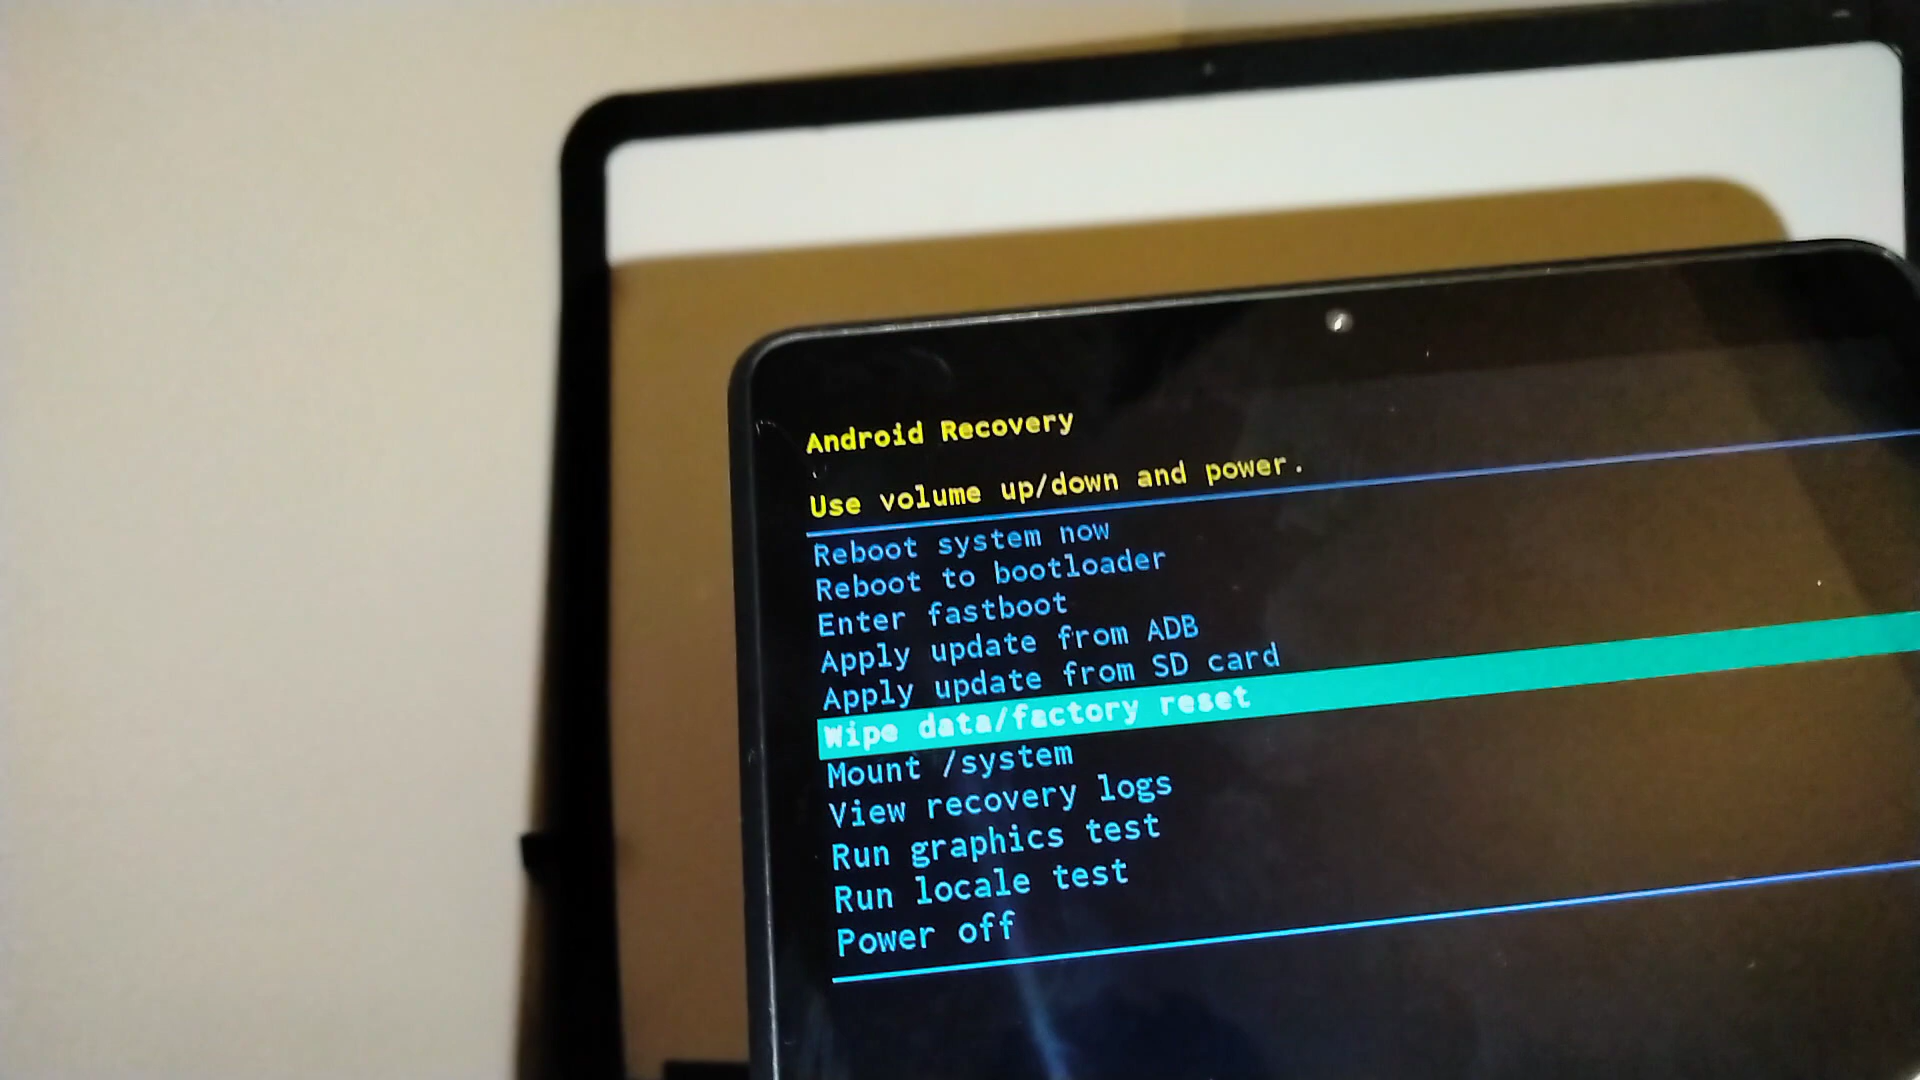 Android Recovery
Use volume up/down and power.
Reboot system now
Reboot to bootloader
Enter fastboot
Apply update from ADB
Apply update from SD card
Wipe data/factory reset
Mount /system
View recovery logs
Run graphics test
Run locale test
Power off